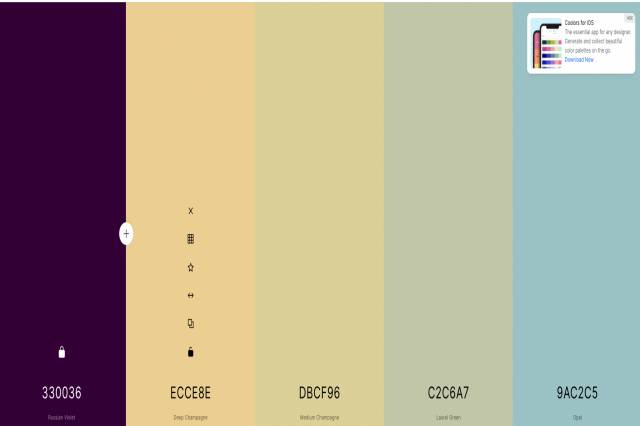 Coolors for iOS
The essential app for any designer.
Generate and collect beautiful
color palettes on the go.
Download Now
330036
ECCE8E
DBCF96
C2C6A7
9AC2C5
Russian Violet
Deep Champagne
Medium Champagne
Laurel Green
Opal